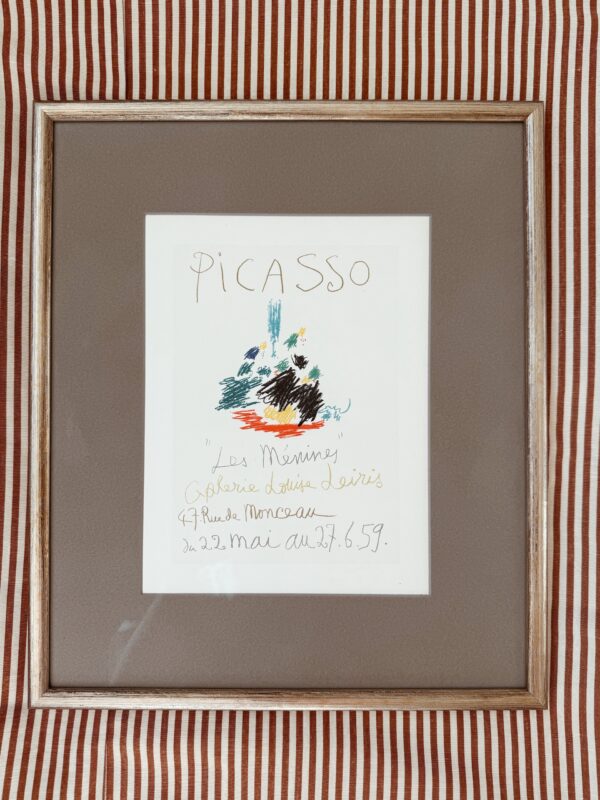 PICASSO
"Les Ménines"
Galerie Louise Leiris
47. Rue de Monceau
du 22 mai au 27.6.59.